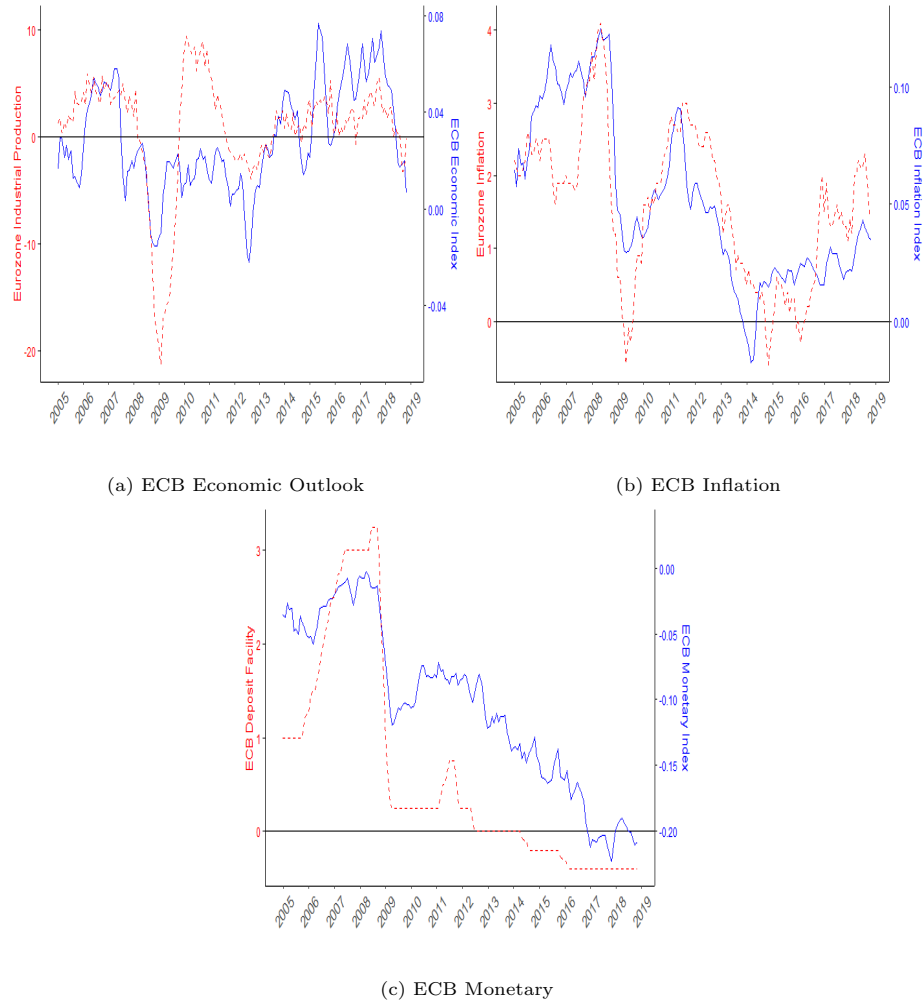 10
0
-10
-20
Eurozone Industrial Production
0.08
0.04
0.00
-0.04
ECB Economic Index
2005 2006 2007 2008 2009 2010 2011 2012 2013 2014 2015 2016 2017 2018 2019
(a) ECB Economic Outlook
4
3
2
1
0
Eurozone Inflation
0.10
0.05
0.00
ECB Inflation Index
2005 2006 2007 2008 2009 2010 2011 2012 2013 2014 2015 2016 2017 2018 2019
(b) ECB Inflation
3
2
1
0
ECB Deposit Facility
0.00
-0.05
-0.10
-0.15
-0.20
ECB Monetary Index
2005 2006 2007 2008 2009 2010 2011 2012 2013 2014 2015 2016 2017 2018 2019
(c) ECB Monetary